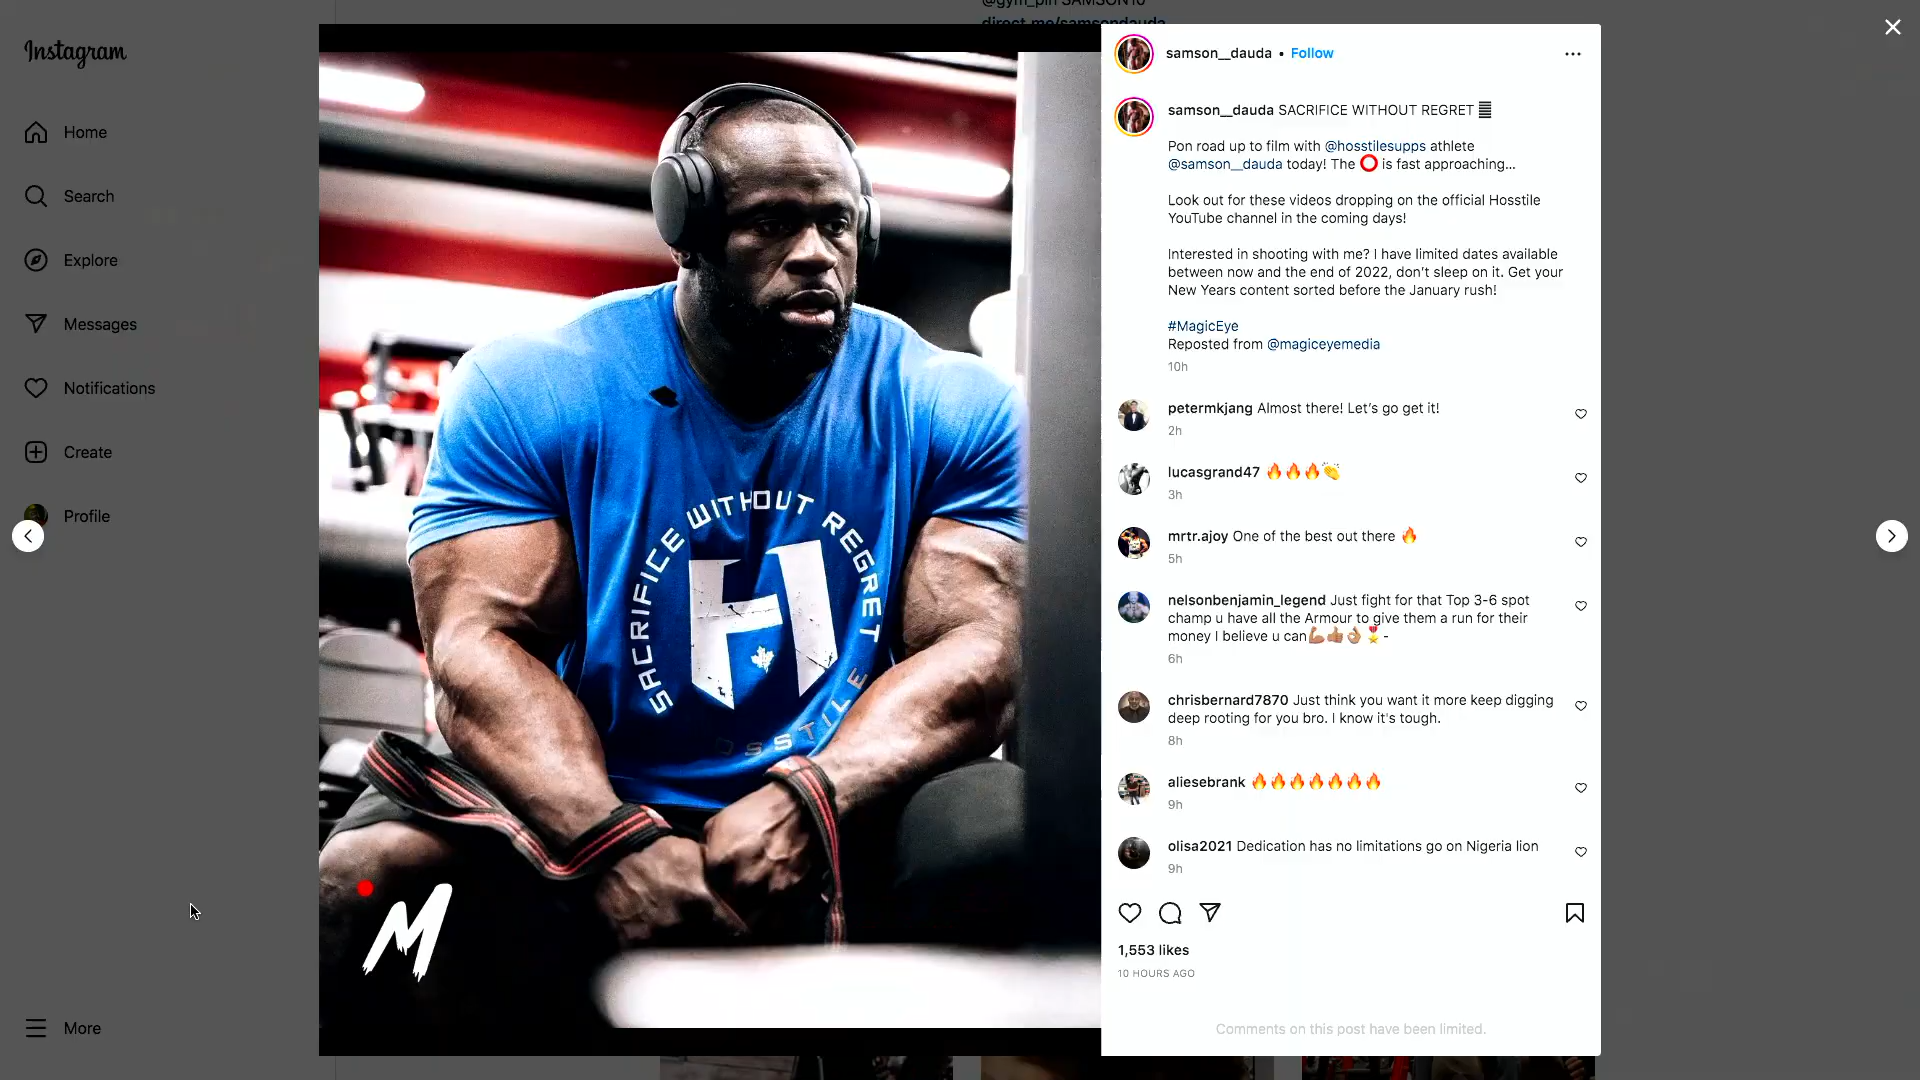 @gym_pin SAMSON10
direct.me/samsondauda
Instagram
Home
Search
Explore
Messages
Notifications
Create
Profile
More
SACRIFICE WITHOUT REGRET
H
OSSTILE
M
samson__dauda • Follow
samson__dauda SACRIFICE WITHOUT REGRET
Pon road up to film with @hosstilesupps athlete
@samson__dauda today! The ⭕ is fast approaching...
Look out for these videos dropping on the official Hosstile
YouTube channel in the coming days!
Interested in shooting with me? I have limited dates available
between now and the end of 2022, don't sleep on it. Get your
New Years content sorted before the January rush!
#MagicEye
Reposted from @magiceyemedia
10h
petermkjang Almost there! Let's go get it!
2h
lucasgrand47 🔥🔥🔥👏
3h
mrtr.ajoy One of the best out there 🔥
5h
nelsonbenjamin_legend Just fight for that Top 3-6 spot
champ u have all the Armour to give them a run for their
money I believe u can💪🏽👍🏽👌🏽🎖-
6h
chrisbernard7870 Just think you want it more keep digging
deep rooting for you bro. I know it's tough.
8h
aliesebrank 🔥🔥🔥🔥🔥🔥🔥
9h
olisa2021 Dedication has no limitations go on Nigeria lion
9h
1,553 likes
10 HOURS AGO
Comments on this post have been limited.